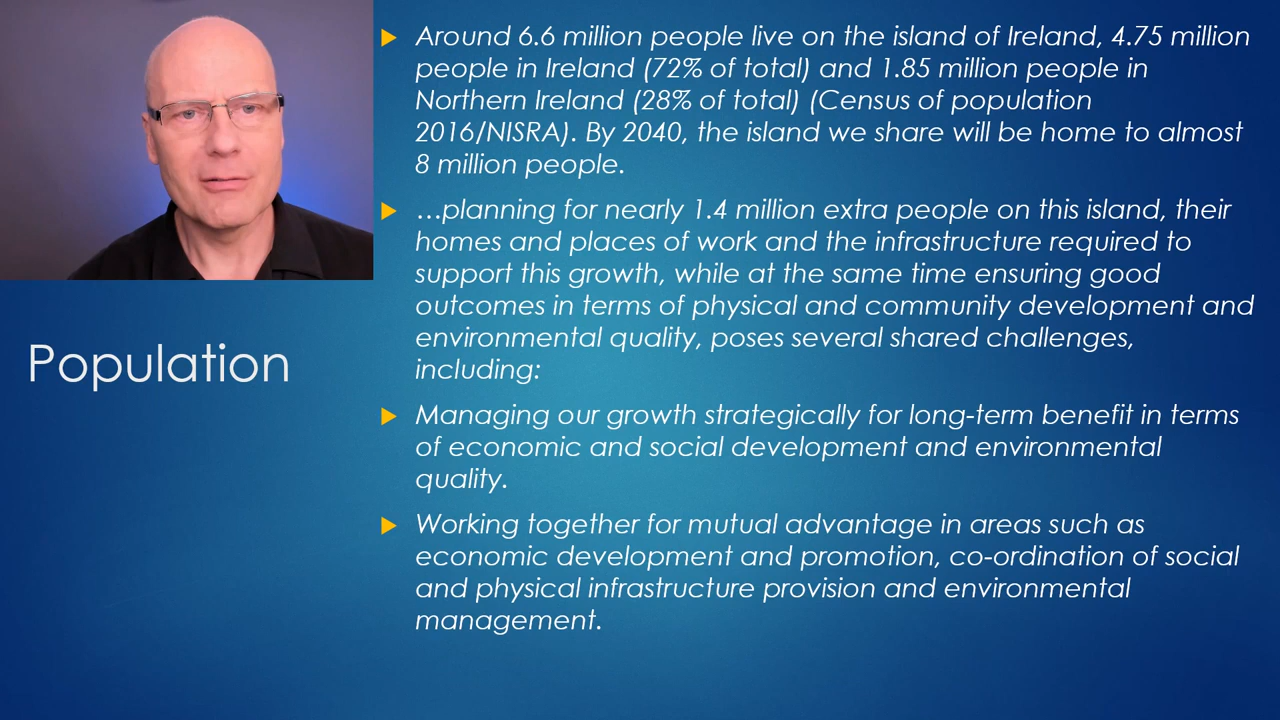 Population
Around 6.6 million people live on the island of Ireland, 4.75 million
people in Ireland (72% of total) and 1.85 million people in
Northern Ireland (28% of total) (Census of population
2016/NISRA). By 2040, the island we share will be home to almost
8 million people.
…planning for nearly 1.4 million extra people on this island, their
homes and places of work and the infrastructure required to
support this growth, while at the same time ensuring good
outcomes in terms of physical and community development and
environmental quality, poses several shared challenges,
including:
Managing our growth strategically for long-term benefit in terms
of economic and social development and environmental
quality.
Working together for mutual advantage in areas such as
economic development and promotion, co-ordination of social
and physical infrastructure provision and environmental
management.